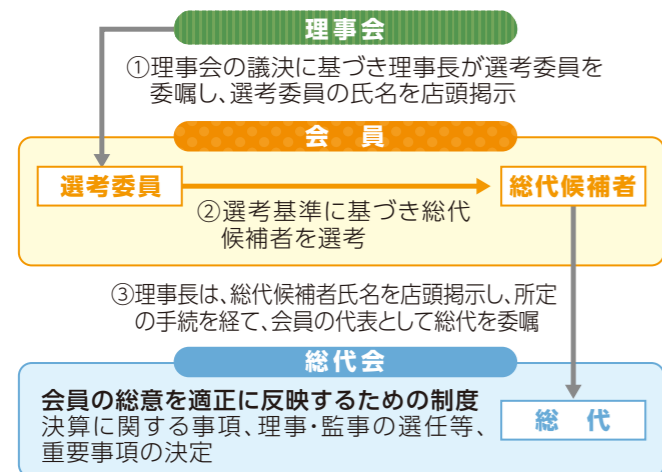 理事会
①理事会の議決に基づき理事長が選考委員を
委嘱し、選考委員の氏名を店頭掲示
会 員
選考委員
総代候補者
②選考基準に基づき総代
候補者を選考
③理事長は、総代候補者氏名を店頭掲示し、所定
の手続を経て、会員の代表として総代を委嘱
総代会
会員の総意を適正に反映するための制度
決算に関する事項、理事・監事の選任等、
重要事項の決定
総 代